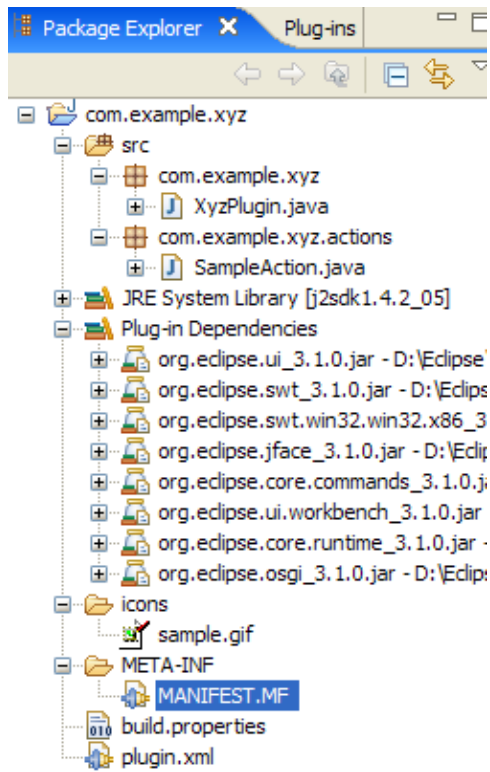 Package Explorer
Plug-ins
com.example.xyz
src
com.example.xyz
XyzPlugin.java
com.example.xyz.actions
SampleAction.java
JRE System Library [j2sdk1.4.2_05]
Plug-in Dependencies
org.eclipse.ui_3.1.0.jar - D:\Eclipse\
org.eclipse.swt_3.1.0.jar - D:\Eclips
org.eclipse.swt.win32.win32.x86_3
org.eclipse.jface_3.1.0.jar - D:\Eclip
org.eclipse.core.commands_3.1.0.ja
org.eclipse.ui.workbench_3.1.0.jar
org.eclipse.core.runtime_3.1.0.jar -
org.eclipse.osgi_3.1.0.jar - D:\Eclips
icons
sample.gif
META-INF
MANIFEST.MF
build.properties
plugin.xml